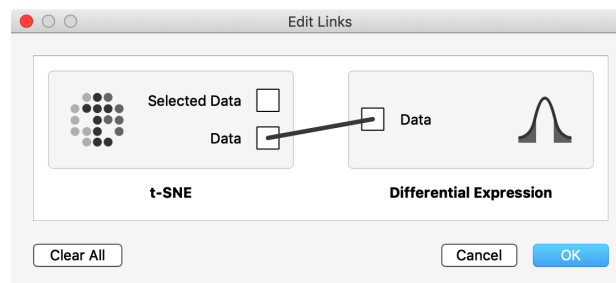 Edit Links
Selected Data
Data
Data
t-SNE
Differential Expression
Clear All
Cancel
OK